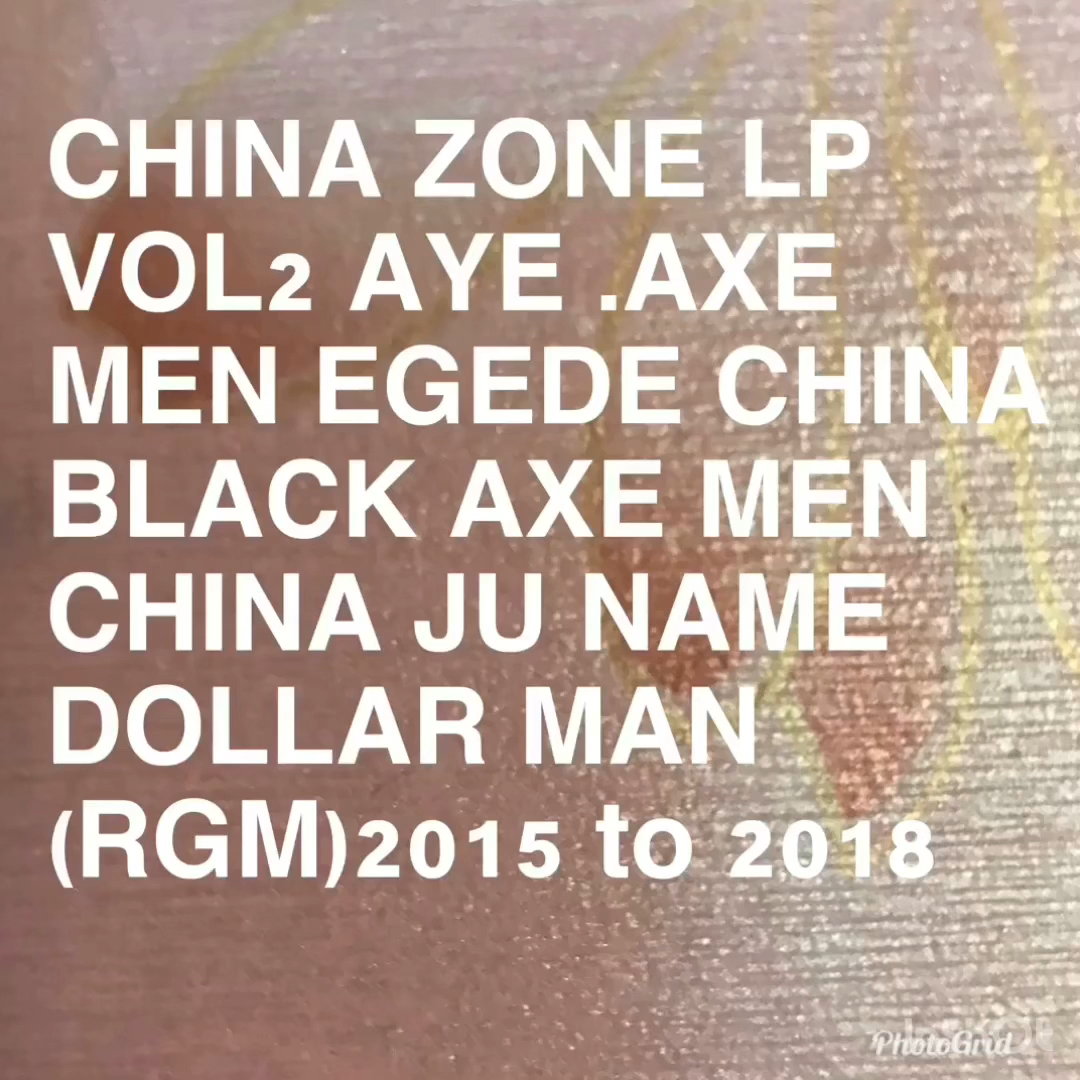 CHINA ZONE LP
VOL2 AYE .AXE
MEN EGEDE CHINA
BLACK AXE MEN
CHINA JU NAME
DOLLAR MAN
(RGM)2015 to 2018
PhotoGrid